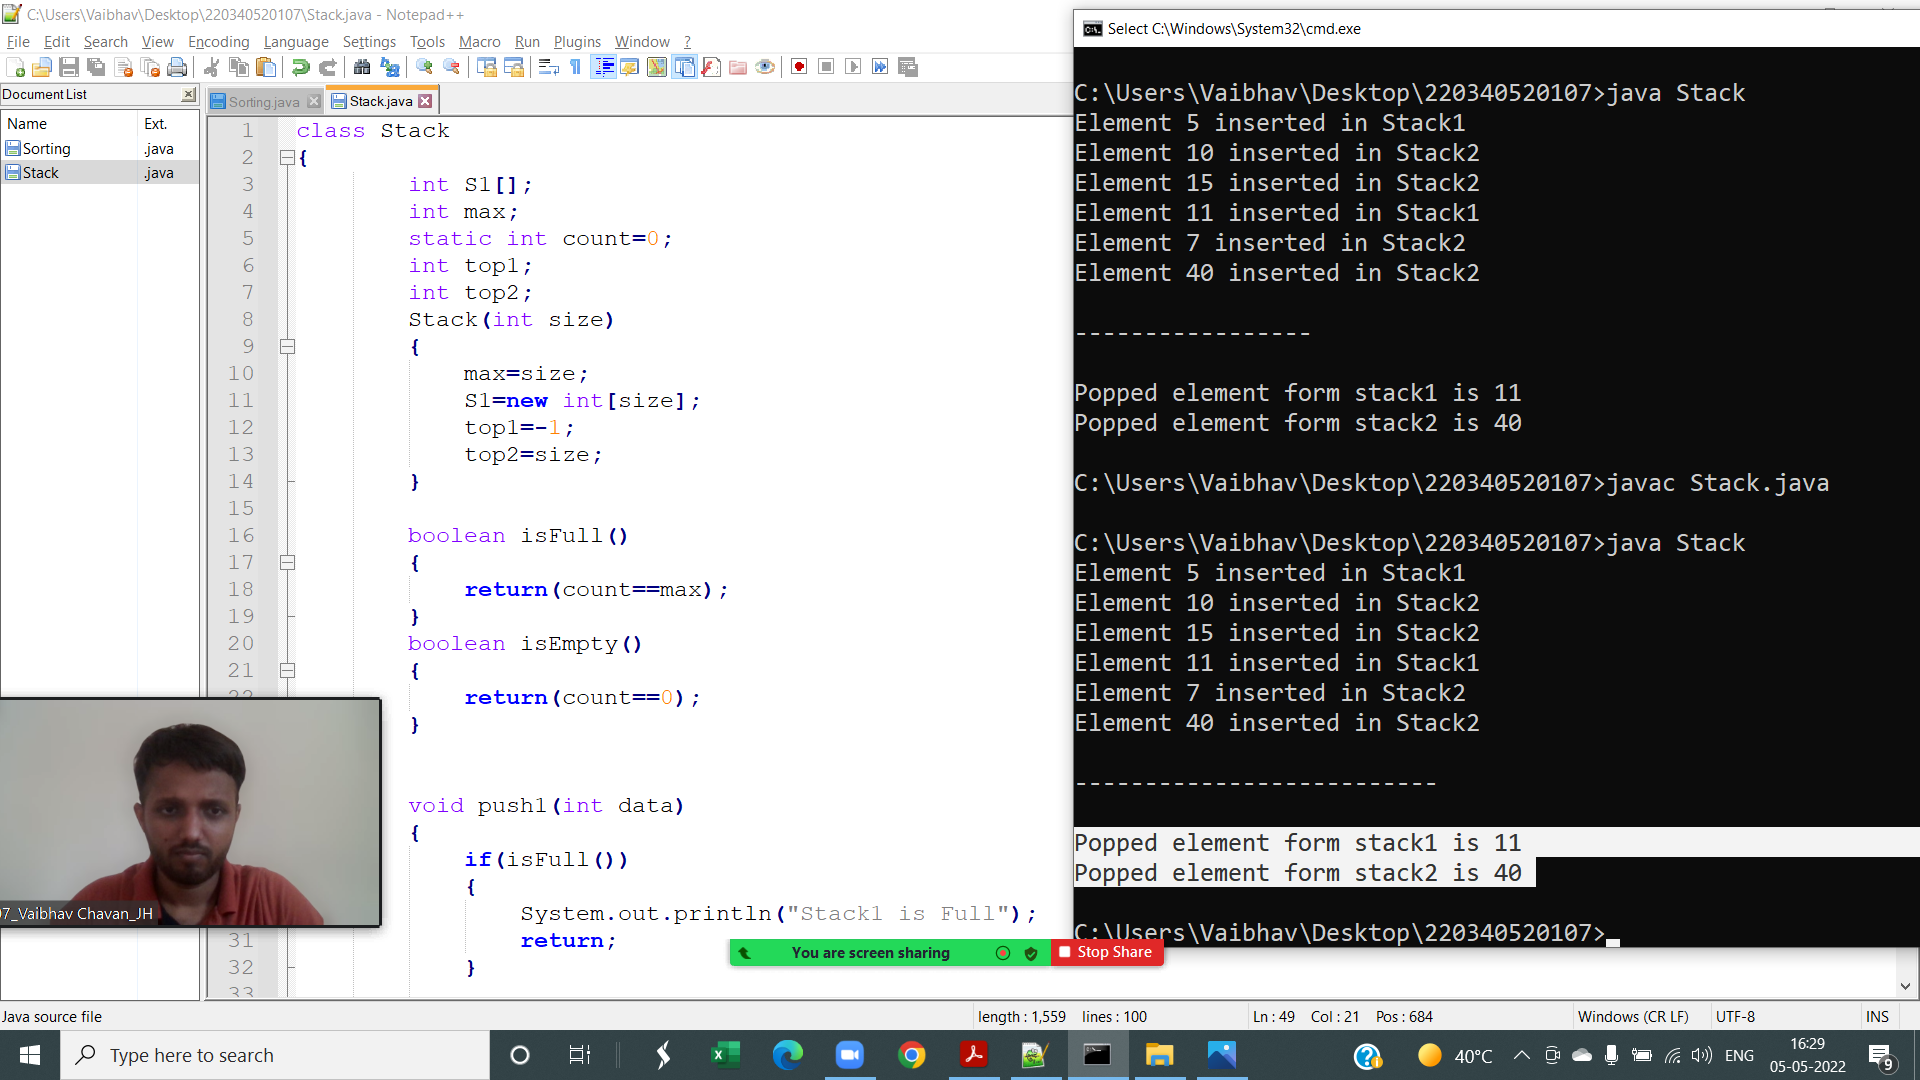 C:\Users\Vaibhav\Desktop\220340520107\Stack.java - Notepad++
File Edit Search View Encoding Language Settings Tools Macro Run Plugins Window ?
Document List
Name Ext.
Sorting .java
Stack .java
Sorting.java Stack.java
1 class Stack
2 {
3 int S1[];
4 int max;
5 static int count=0;
6 int top1;
7 int top2;
8 Stack(int size)
9 {
10 max=size;
11 S1=new int[size];
12 top1=-1;
13 top2=size;
14 }
15
16 boolean isFull()
17 {
18 return(count==max);
19 }
20 boolean isEmpty()
21 {
return(count==0);
}
void push1(int data)
{
if(isFull())
{
System.out.println("Stack1 is Full");
31 return;
32 }
33
07_Vaibhav Chavan_JH
Select C:\Windows\System32\cmd.exe
C:\Users\Vaibhav\Desktop\220340520107>java Stack
Element 5 inserted in Stack1
Element 10 inserted in Stack2
Element 15 inserted in Stack2
Element 11 inserted in Stack1
Element 7 inserted in Stack2
Element 40 inserted in Stack2
-----------------
Popped element form stack1 is 11
Popped element form stack2 is 40
C:\Users\Vaibhav\Desktop\220340520107>javac Stack.java
C:\Users\Vaibhav\Desktop\220340520107>java Stack
Element 5 inserted in Stack1
Element 10 inserted in Stack2
Element 15 inserted in Stack2
Element 11 inserted in Stack1
Element 7 inserted in Stack2
Element 40 inserted in Stack2
--------------------------
Popped element form stack1 is 11
Popped element form stack2 is 40
C:\Users\Vaibhav\Desktop\220340520107>
You are screen sharing Stop Share
Java source file length : 1,559 lines : 100 Ln : 49 Col : 21 Pos : 684 Windows (CR LF) UTF-8 INS
Type here to search
40°C ENG
16:29
05-05-2022
9